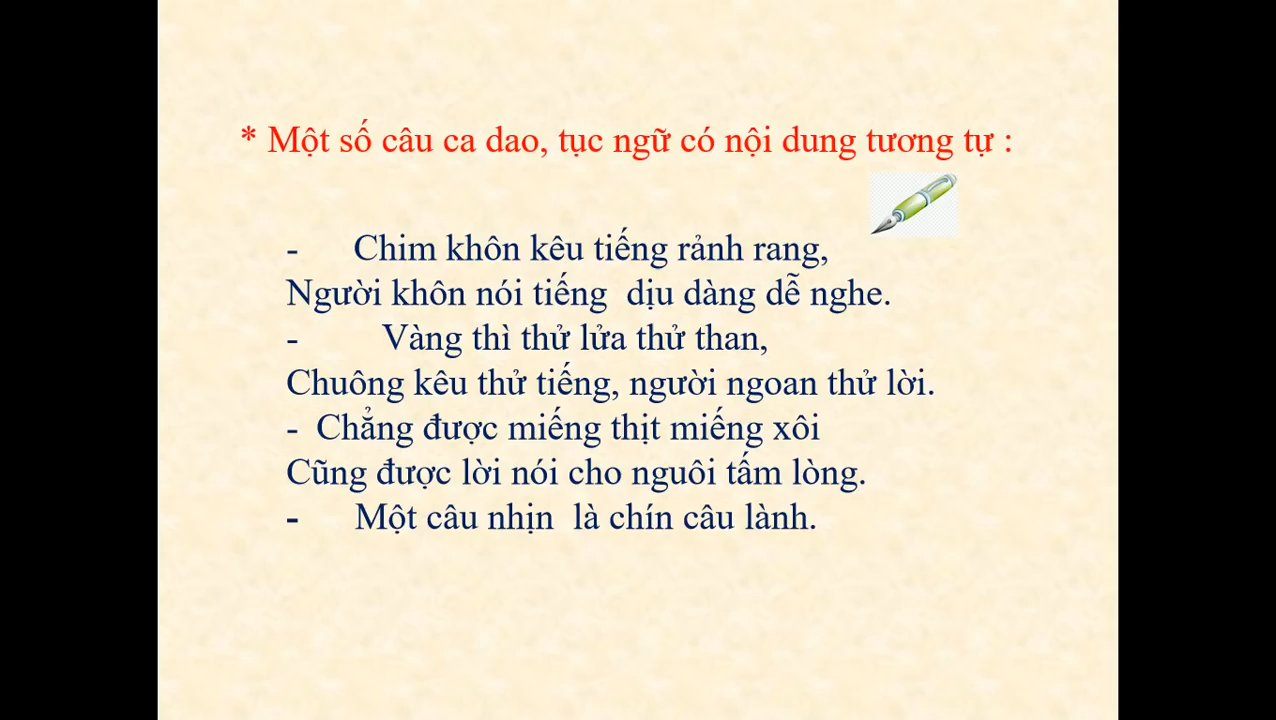 * Một số câu ca dao, tục ngữ có nội dung tương tự :
- Chim khôn kêu tiếng rảnh rang,
Người khôn nói tiếng dịu dàng dễ nghe.
- Vàng thì thử lửa thử than,
Chuông kêu thử tiếng, người ngoan thử lời.
- Chẳng được miếng thịt miếng xôi
Cũng được lời nói cho nguôi tấm lòng.
- Một câu nhịn là chín câu lành.